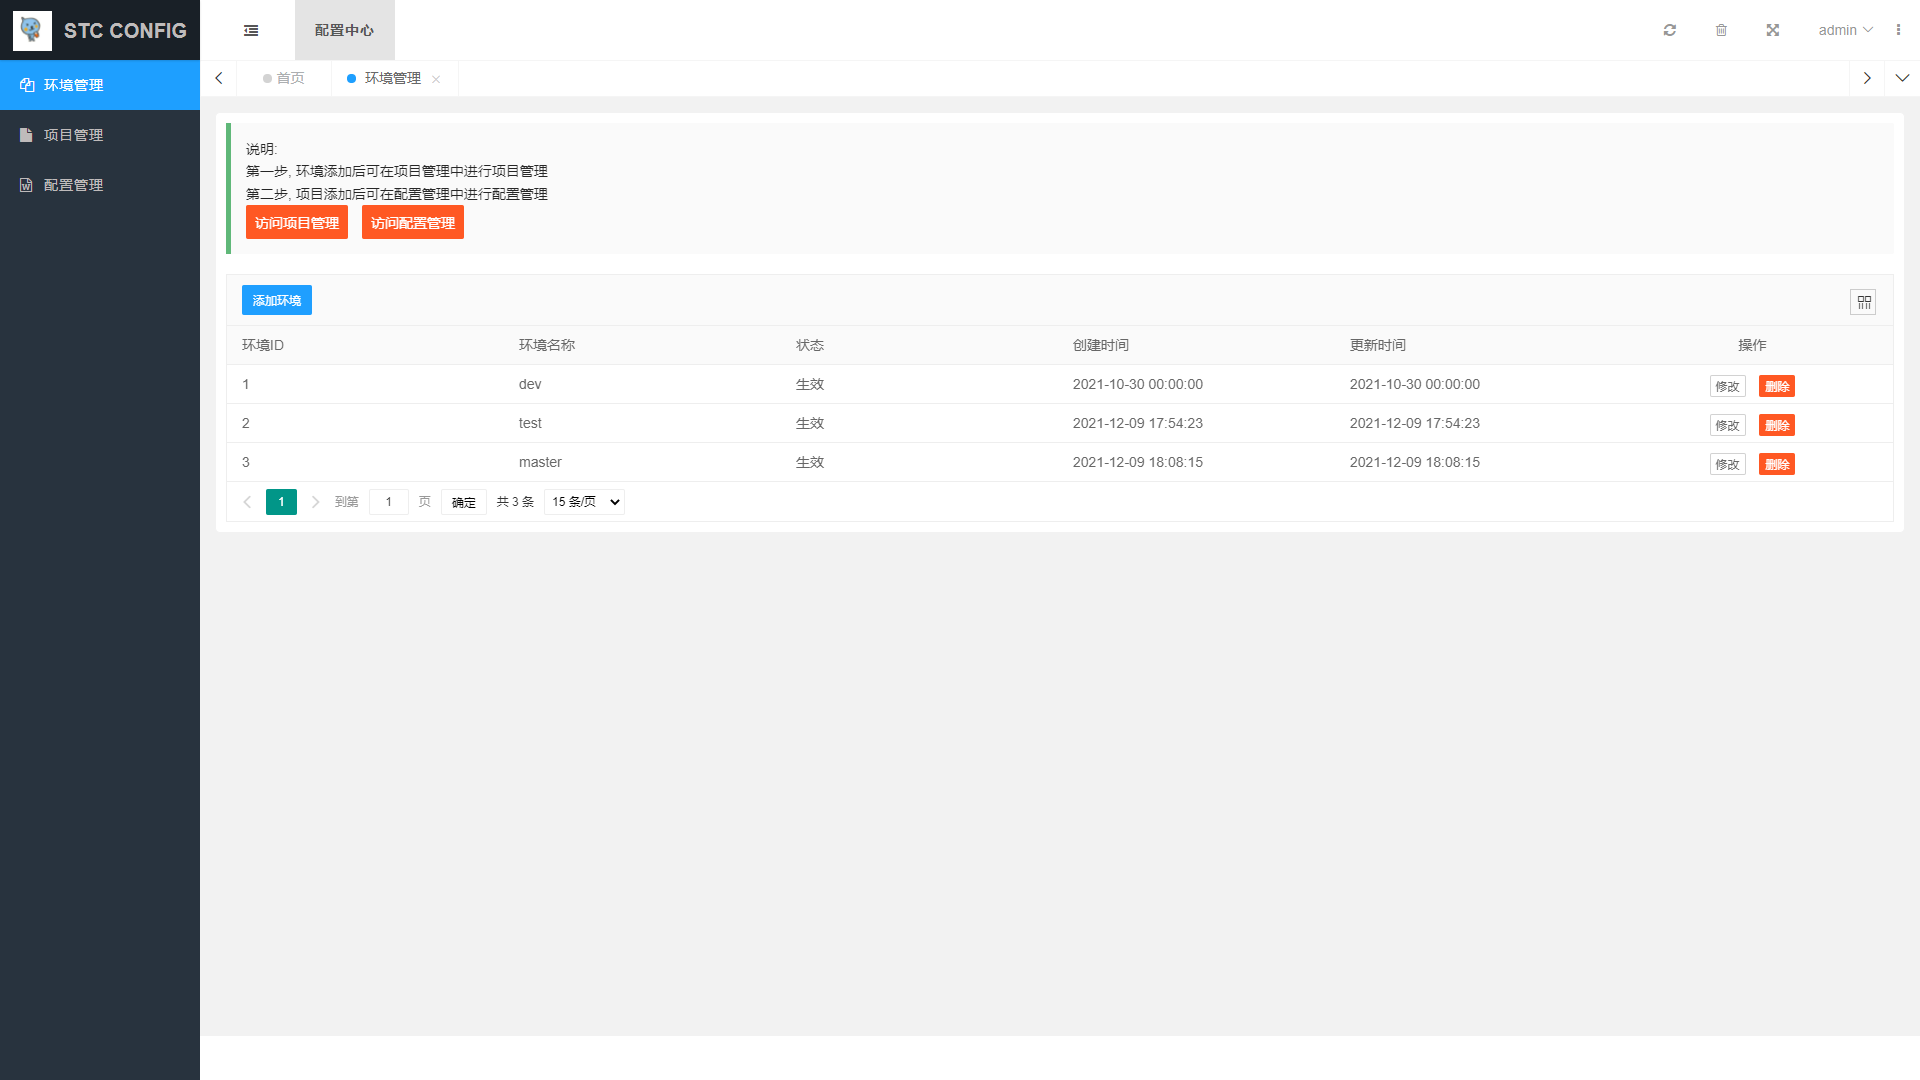 STC CONFIG
配置中心
admin
环境管理
项目管理
配置管理
首页
环境管理
说明:
第一步, 环境添加后可在项目管理中进行项目管理
第二步, 项目添加后可在配置管理中进行配置管理
访问项目管理 访问配置管理
添加环境
环境ID 环境名称 状态 创建时间 更新时间 操作
1 dev 生效 2021-10-30 00:00:00 2021-10-30 00:00:00 修改 删除
2 test 生效 2021-12-09 17:54:23 2021-12-09 17:54:23 修改 删除
3 master 生效 2021-12-09 18:08:15 2021-12-09 18:08:15 修改 删除
1 到第 1 页 确定 共 3 条 15 条/页